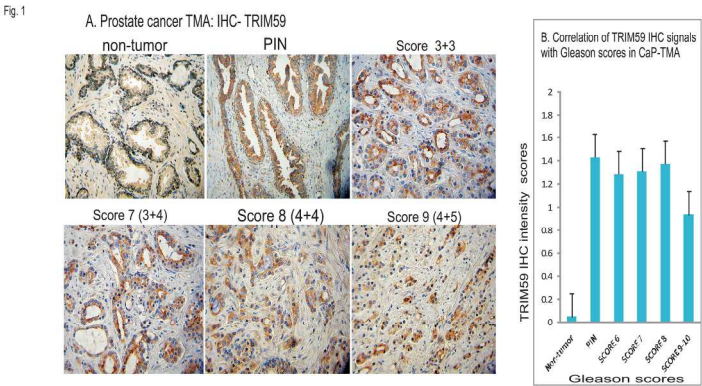 Fig. 1
A. Prostate cancer TMA: IHC- TRIM59
non-tumor
PIN
Score 3+3
Score 7 (3+4)
Score 8 (4+4)
Score 9 (4+5)
B. Correlation of TRIM59 IHC signals
with Gleason scores in CaP-TMA
TRIM59 IHC intensity scores
2
1.8
1.6
1.4
1.2
1
0.8
0.6
0.4
0.2
0
Non-tumor
PIN
SCORE 6
SCORE 7
SCORE 8
SCORE 9-10
Gleason scores